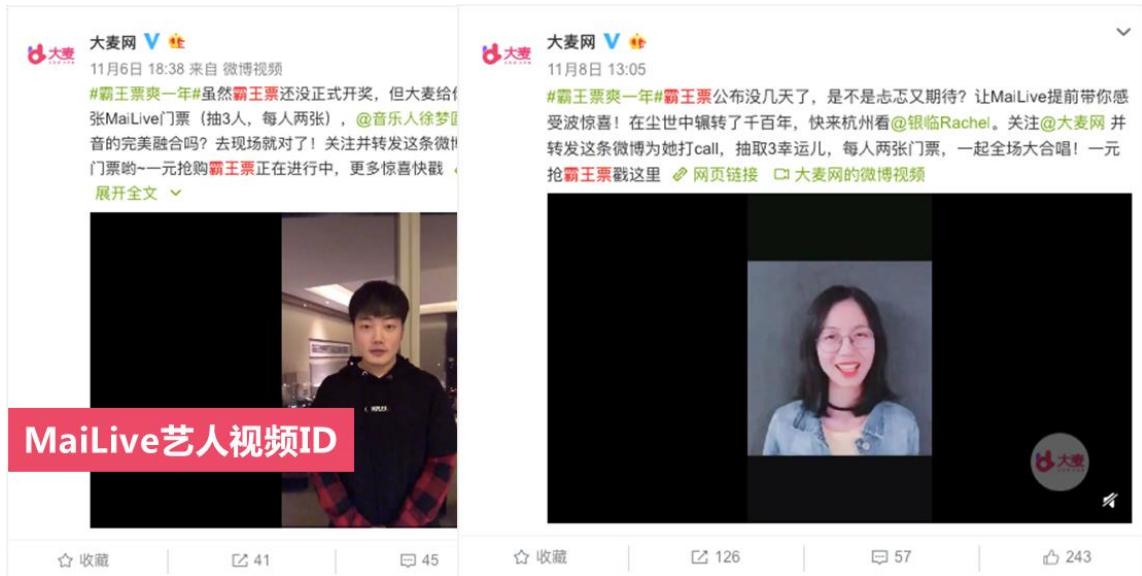 大麦
大麦网
11月6日 18:38 来自 微博视频
#霸王票爽一年#虽然霸王票还没正式开奖，但大麦给
张MaiLive门票（抽3人，每人两张），@音乐人徐梦
音的完美融合吗？去现场就对了！关注并转发这条微
门票哟~一元抢购霸王票正在进行中，更多惊喜快戳
展开全文
MaiLive艺人视频ID
收藏
41
45
大麦
大麦网
11月8日 13:05
#霸王票爽一年#霸王票公布没几天了，是不是忐忑又期待？让MaiLive提前带你感
受波惊喜！在尘世中辗转了千百年，快来杭州看@银临Rachel。关注@大麦网 并
转发这条微博为她打call，抽取3幸运儿，每人两张门票，一起全场大合唱！一元
抢霸王票戳这里 网页链接 大麦网的微博视频
大麦
收藏
126
57
243